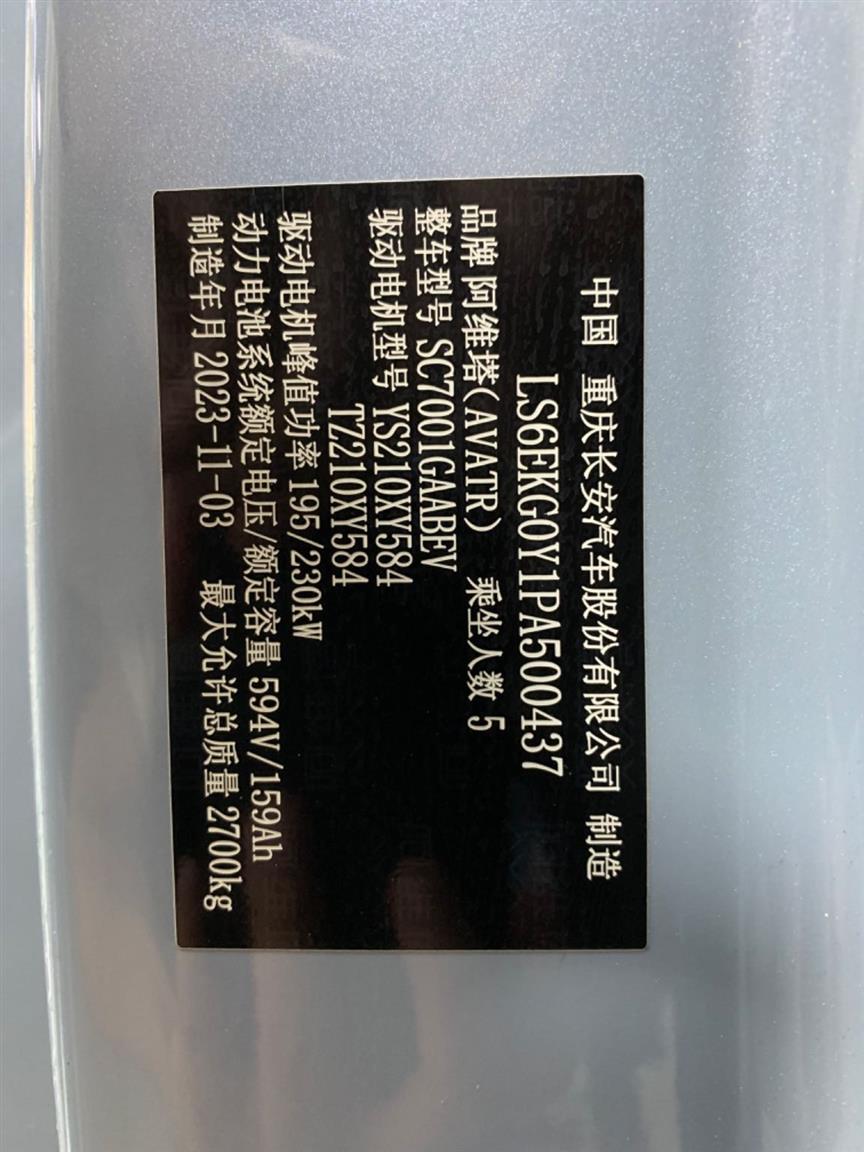 中国 重庆长安汽车股份有限公司 制造
LS6EKG0Y1PA500437
品牌 阿维塔(AVATR) 乘坐人数 5
整车型号 SC7001GAABEV
驱动电机型号 YS210XY584
TZ210XY584
驱动电机峰值功率 195/230kW
动力电池系统额定电压/额定容量 594V/159Ah
制造年月 2023-11-03 最大允许总质量 2700kg